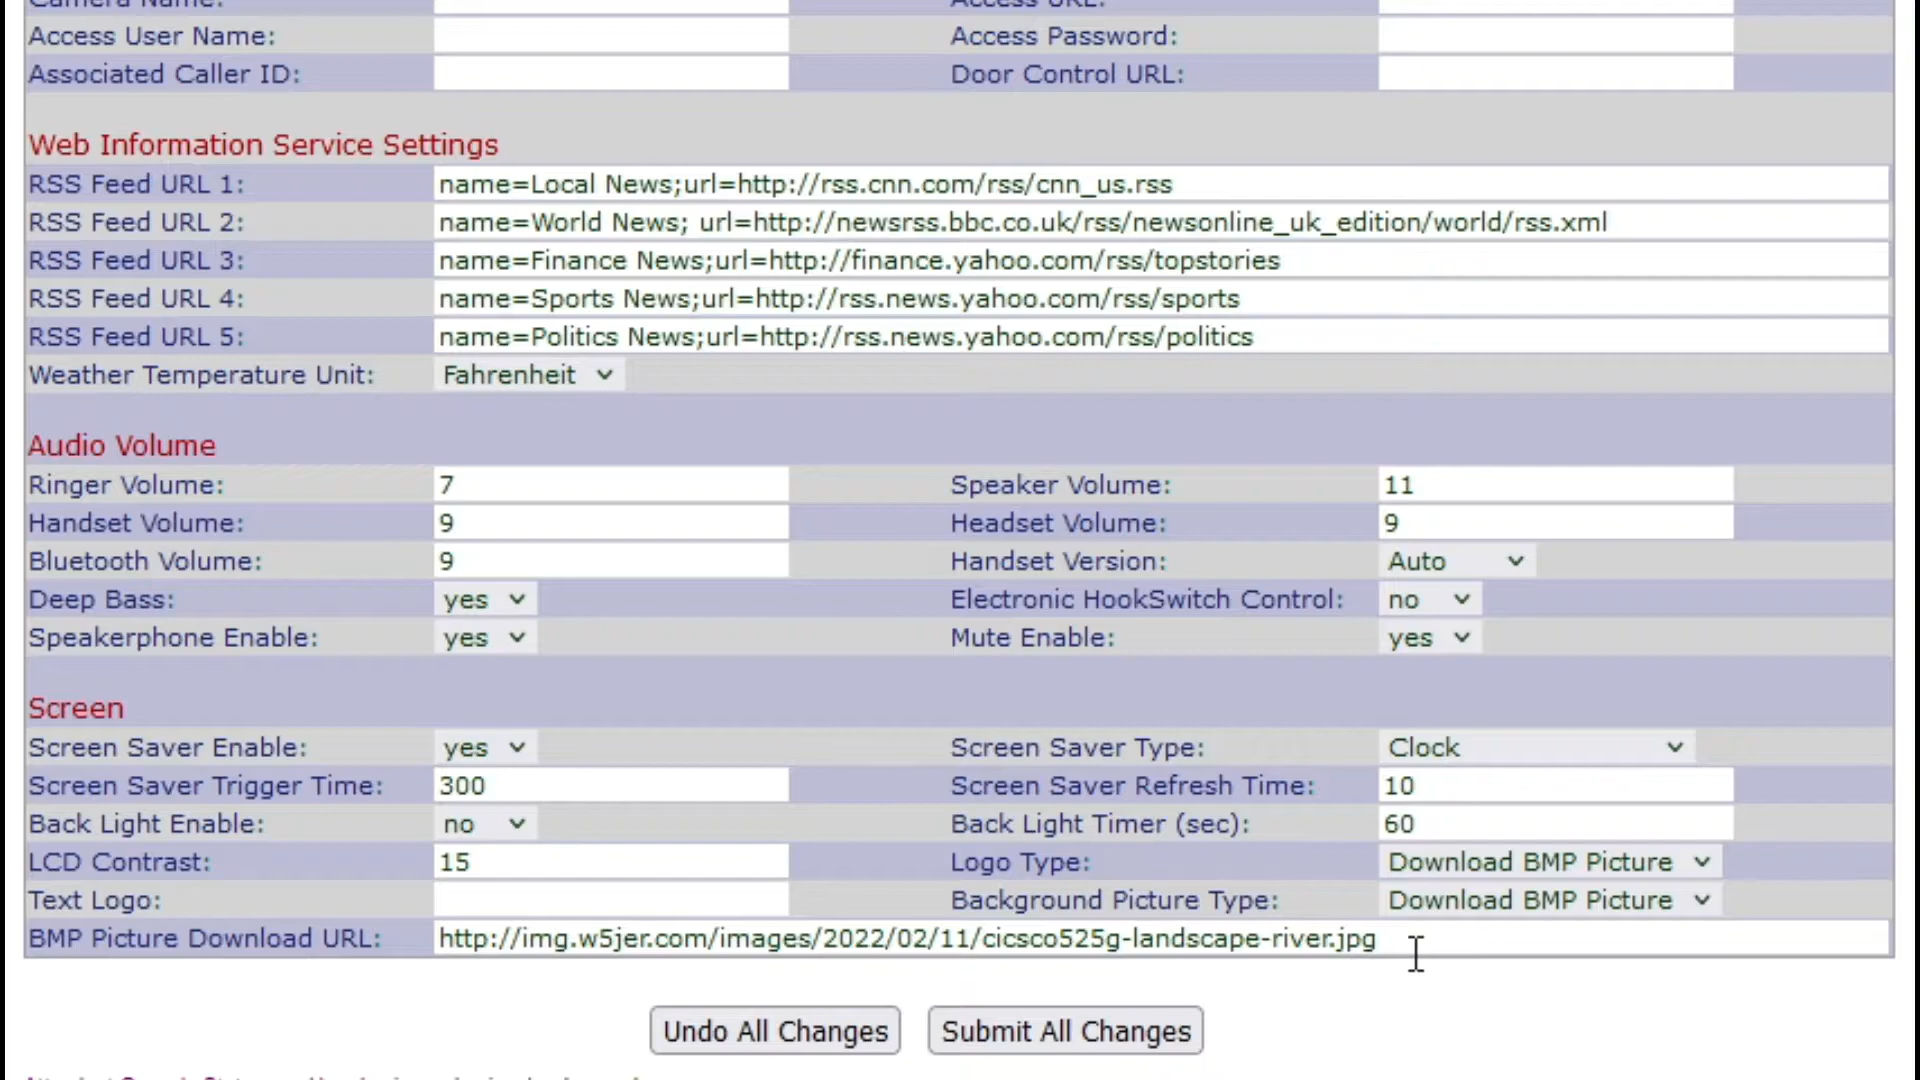 Camera Name: Access URL:
Access User Name: Access Password:
Associated Caller ID: Door Control URL:
Web Information Service Settings
RSS Feed URL 1: name=Local News;url=http://rss.cnn.com/rss/cnn_us.rss
RSS Feed URL 2: name=World News; url=http://newsrss.bbc.co.uk/rss/newsonline_uk_edition/world/rss.xml
RSS Feed URL 3: name=Finance News;url=http://finance.yahoo.com/rss/topstories
RSS Feed URL 4: name=Sports News;url=http://rss.news.yahoo.com/rss/sports
RSS Feed URL 5: name=Politics News;url=http://rss.news.yahoo.com/rss/politics
Weather Temperature Unit: Fahrenheit
Audio Volume
Ringer Volume: 7 Speaker Volume: 11
Handset Volume: 9 Headset Volume: 9
Bluetooth Volume: 9 Handset Version: Auto
Deep Bass: yes Electronic HookSwitch Control: no
Speakerphone Enable: yes Mute Enable: yes
Screen
Screen Saver Enable: yes Screen Saver Type: Clock
Screen Saver Trigger Time: 300 Screen Saver Refresh Time: 10
Back Light Enable: no Back Light Timer (sec): 60
LCD Contrast: 15 Logo Type: Download BMP Picture
Text Logo: Background Picture Type: Download BMP Picture
BMP Picture Download URL: http://img.w5jer.com/images/2022/02/11/cicsco525g-landscape-river.jpg
Undo All Changes Submit All Changes